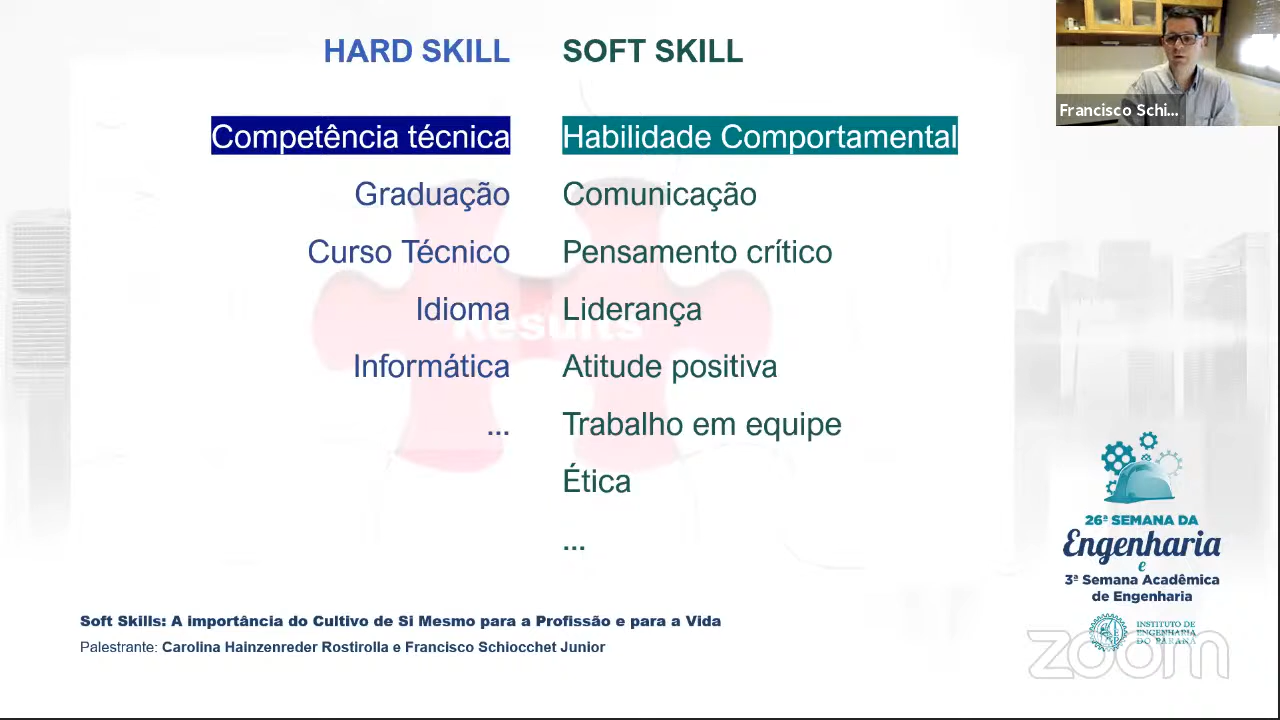 HARD SKILL
SOFT SKILL
Competência técnica
Habilidade Comportamental
Graduação
Comunicação
Curso Técnico
Pensamento crítico
Idioma
Liderança
Informática
Atitude positiva
...
Trabalho em equipe
Ética
...
Results
Francisco Schi...
26ª SEMANA DA
Engenharia
e
3ª Semana Acadêmica
de Engenharia
INSTITUTO DE
ENGENHARIA
DO PARANÁ
zoom
Soft Skills: A importância do Cultivo de Si Mesmo para a Profissão e para a Vida
Palestrante: Carolina Hainzenreder Rostirolla e Francisco Schiocchet Junior